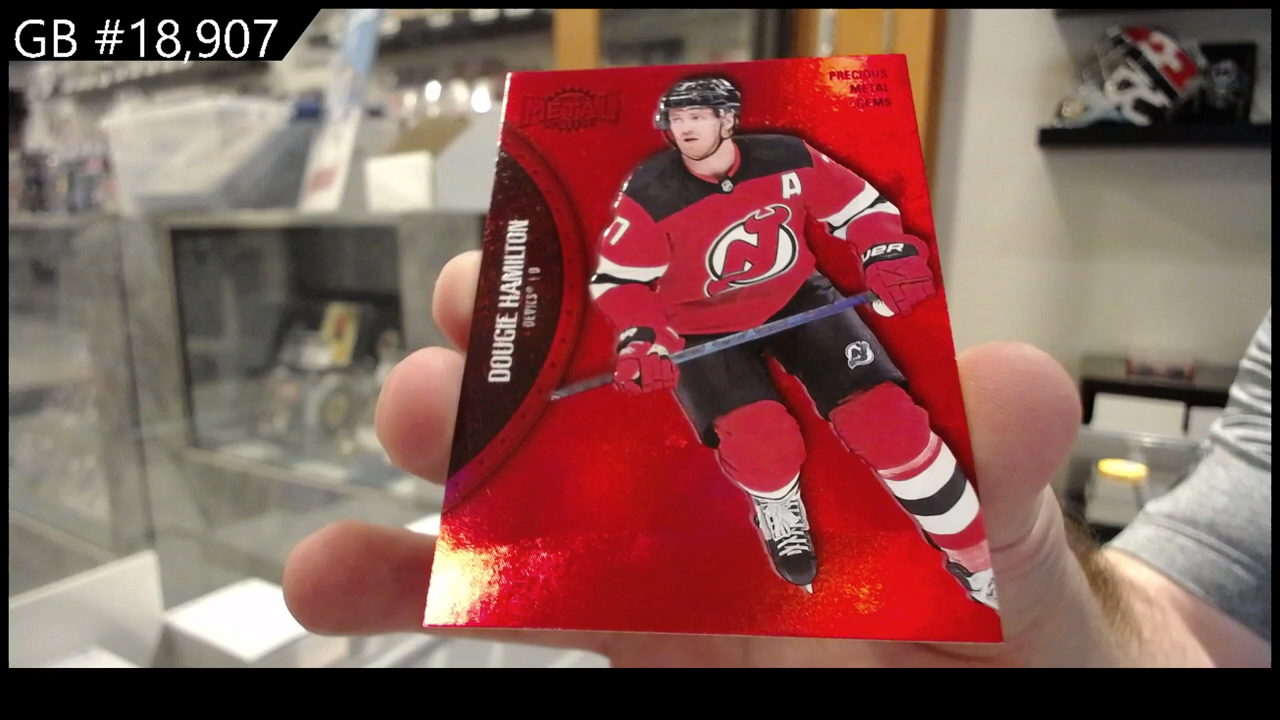 GB #18,907
PRECIOUS
METAL
GEMS
METAL
DOUGIE HAMILTON
DEVILS® | D
A